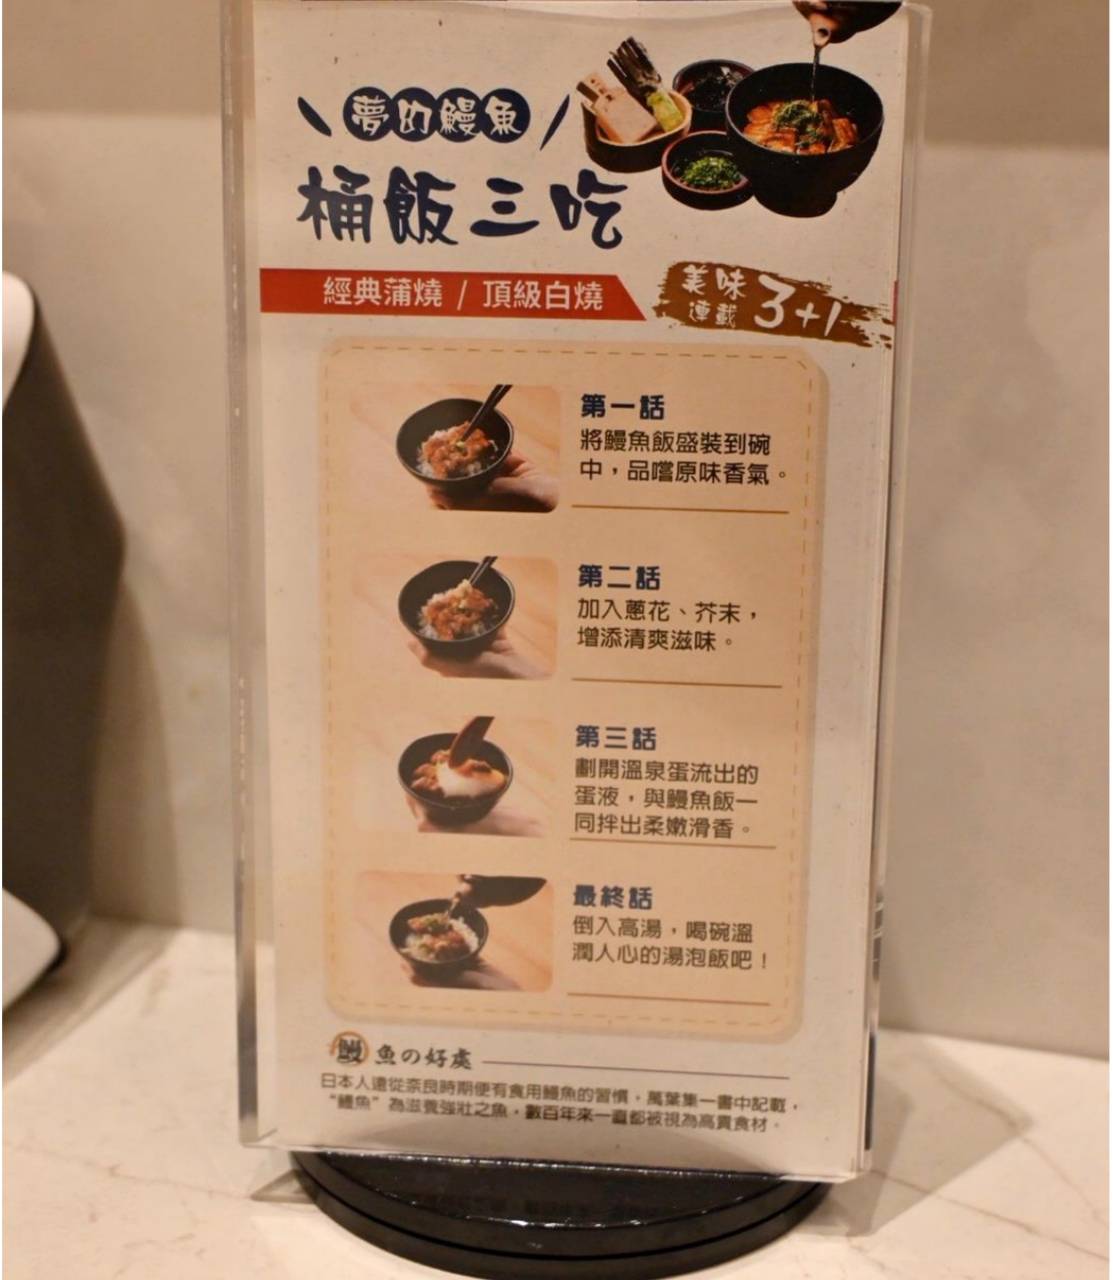 夢幻鰻魚
桶飯三吃
經典蒲燒 / 頂級白燒
美味
連載
3+1
第一話
將鰻魚飯盛裝到碗
中，品嚐原味香氣。
第二話
加入蔥花、芥末，
增添清爽滋味。
第三話
劃開溫泉蛋流出的
蛋液，與鰻魚飯一
同拌出柔嫩滑香。
最終話
倒入高湯，喝碗溫
潤人心的湯泡飯吧！
鰻魚の好處
日本人遠從奈良時期便有食用鰻魚的習慣，萬葉集一書中記載，
“鰻魚”為滋養強壯之魚，數百年來一直都被視為高貴食材。